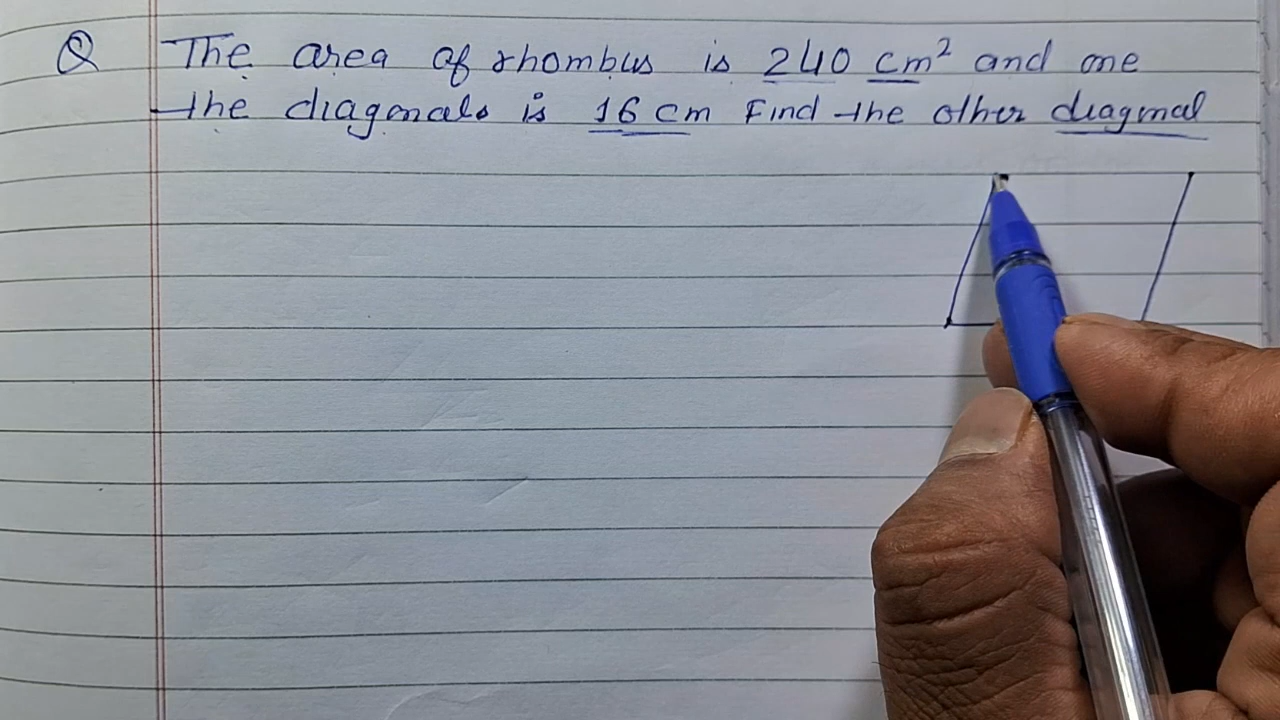 Q The area of rhombus is 240 cm² and one
the diagonals is 16 cm Find the other diagonal